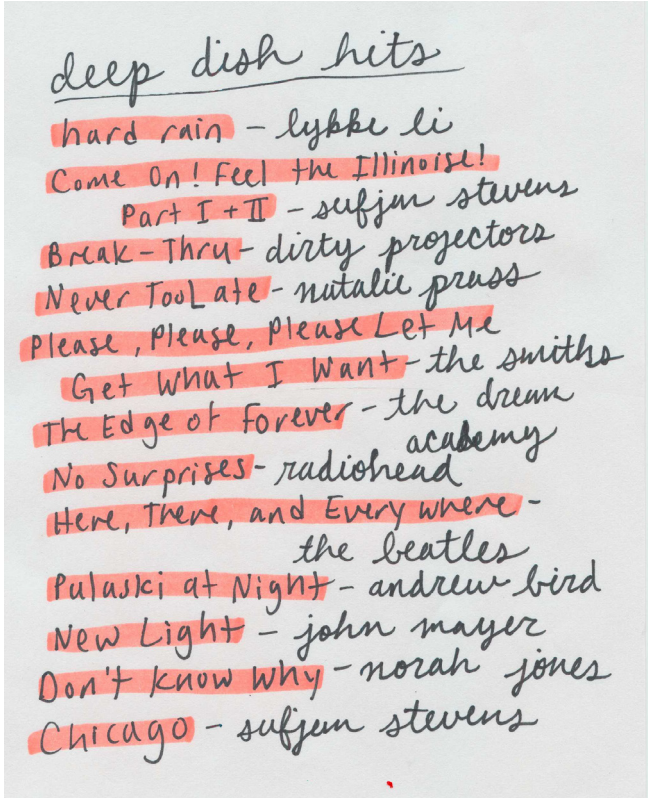 deep dish hits
hard rain - lykke li
Come On! Feel the Illinoise!
Part I + II - sufjan stevens
Break-Thru - dirty projectors
Never Too Late - natalie prass
Please, Please, Please Let Me
Get What I Want - the smiths
The Edge of Forever - the dream
academy
No Surprises - radiohead
Here, There, and Everywhere -
the beatles
Pulaski at Night - andrew bird
New Light - john mayer
Don't Know Why - norah jones
Chicago - sufjan stevens